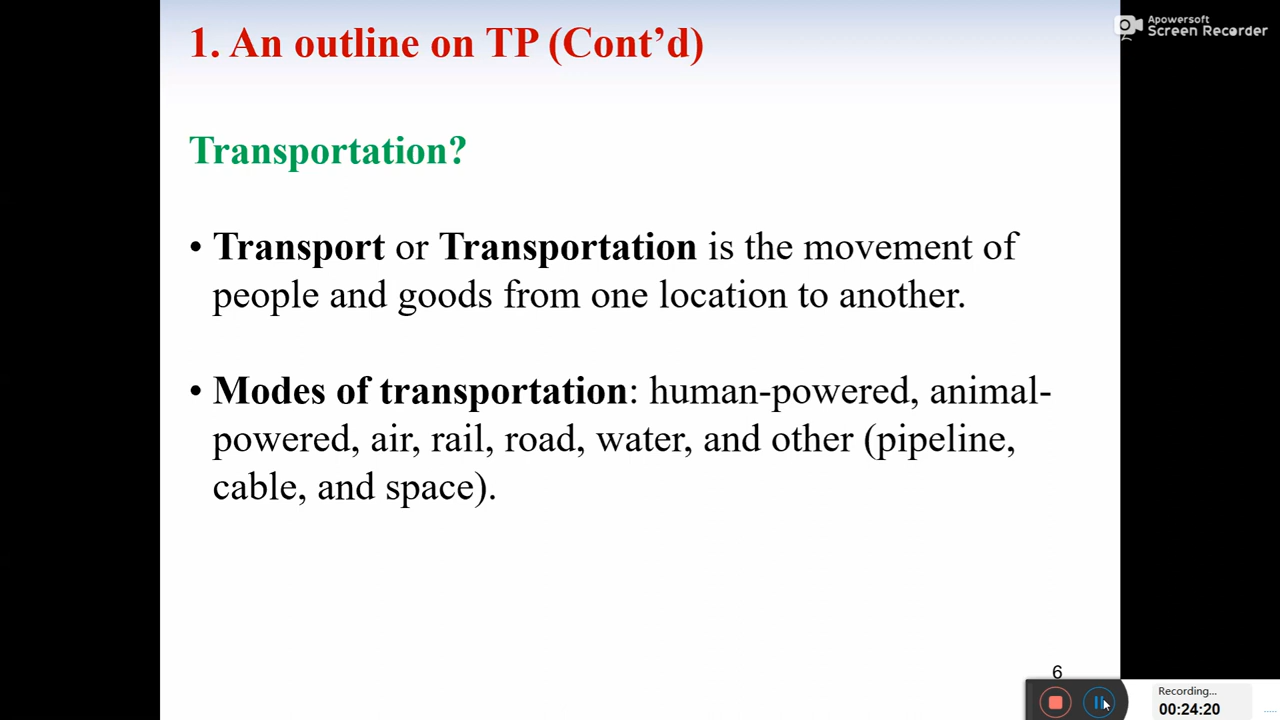 1. An outline on TP (Cont’d)
Apowersoft
Screen Recorder
Transportation?
• Transport or Transportation is the movement of
people and goods from one location to another.
• Modes of transportation: human-powered, animal-
powered, air, rail, road, water, and other (pipeline,
cable, and space).
6
Recording...
00:24:20